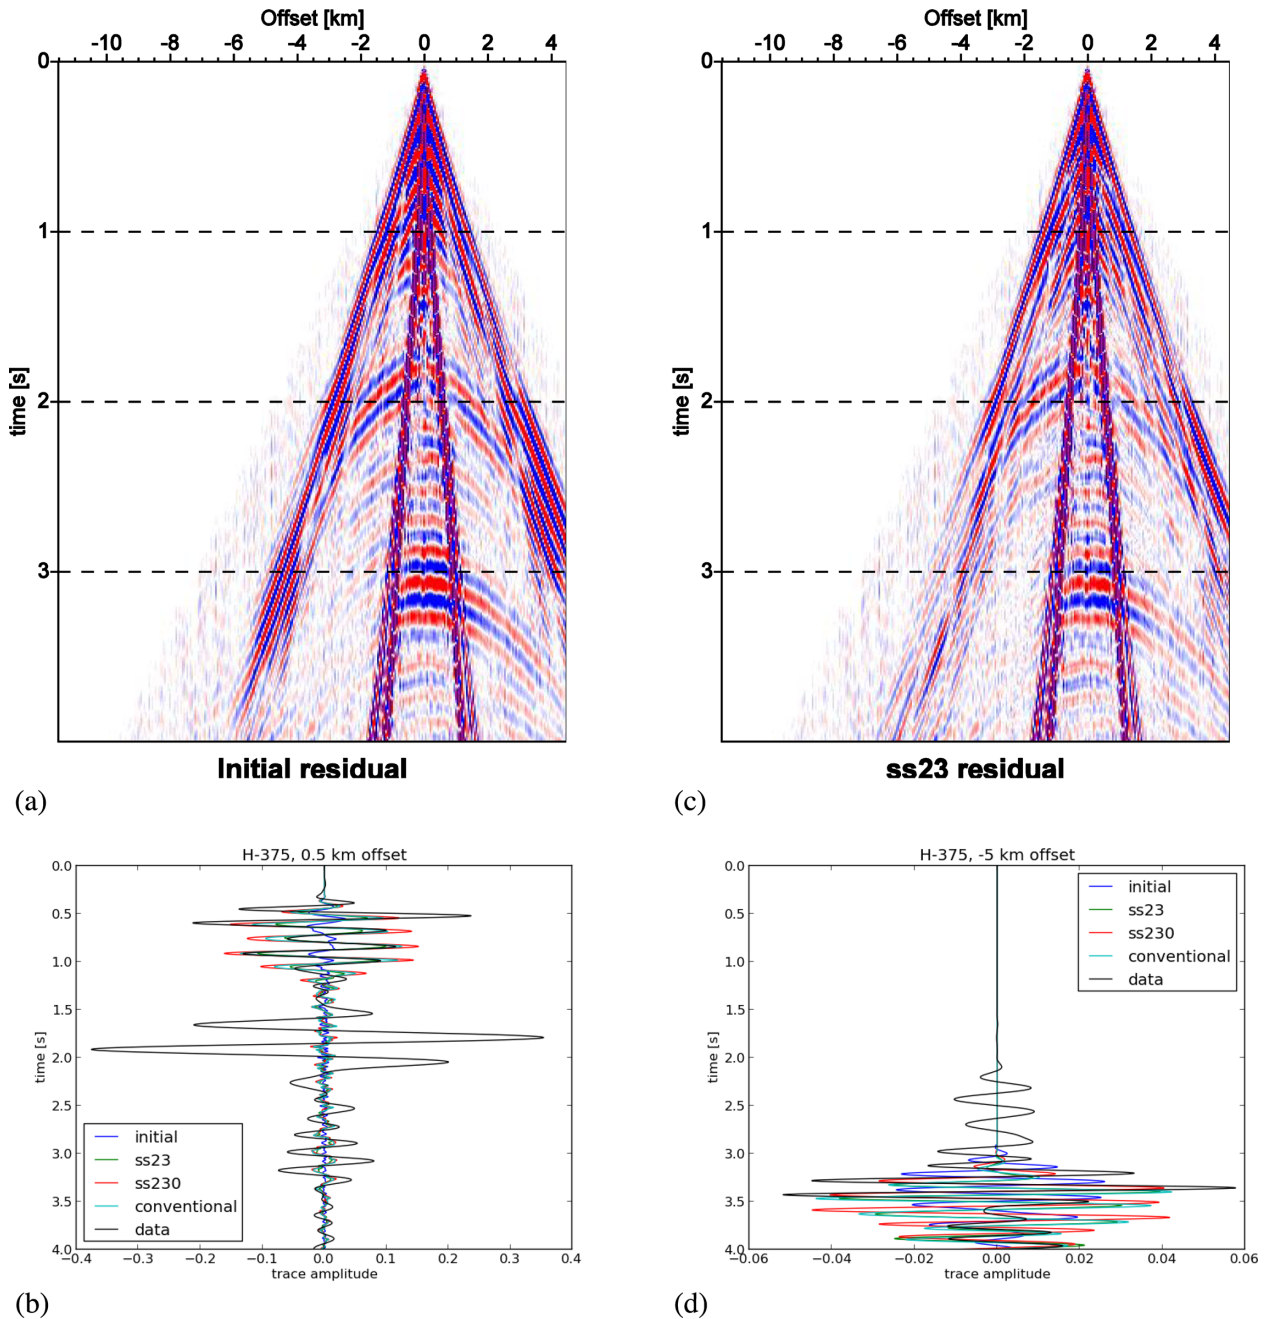 Offset [km]
-10 -8 -6 -4 -2 0 2 4
0
1
2
3
time [s]
Initial residual
(a)
Offset [km]
-10 -8 -6 -4 -2 0 2 4
0
1
2
3
time [s]
ss23 residual
(c)
H-375, 0.5 km offset
0.0
0.5
1.0
1.5
2.0
2.5
3.0
3.5
4.0
time [s]
initial
ss23
ss230
conventional
data
−0.4 −0.3 −0.2 −0.1 0.0 0.1 0.2 0.3 0.4
trace amplitude
(b)
H-375, -5 km offset
0.0
0.5
1.0
1.5
2.0
2.5
3.0
3.5
4.0
time [s]
initial
ss23
ss230
conventional
data
−0.06 −0.04 −0.02 0.00 0.02 0.04 0.06
trace amplitude
(d)